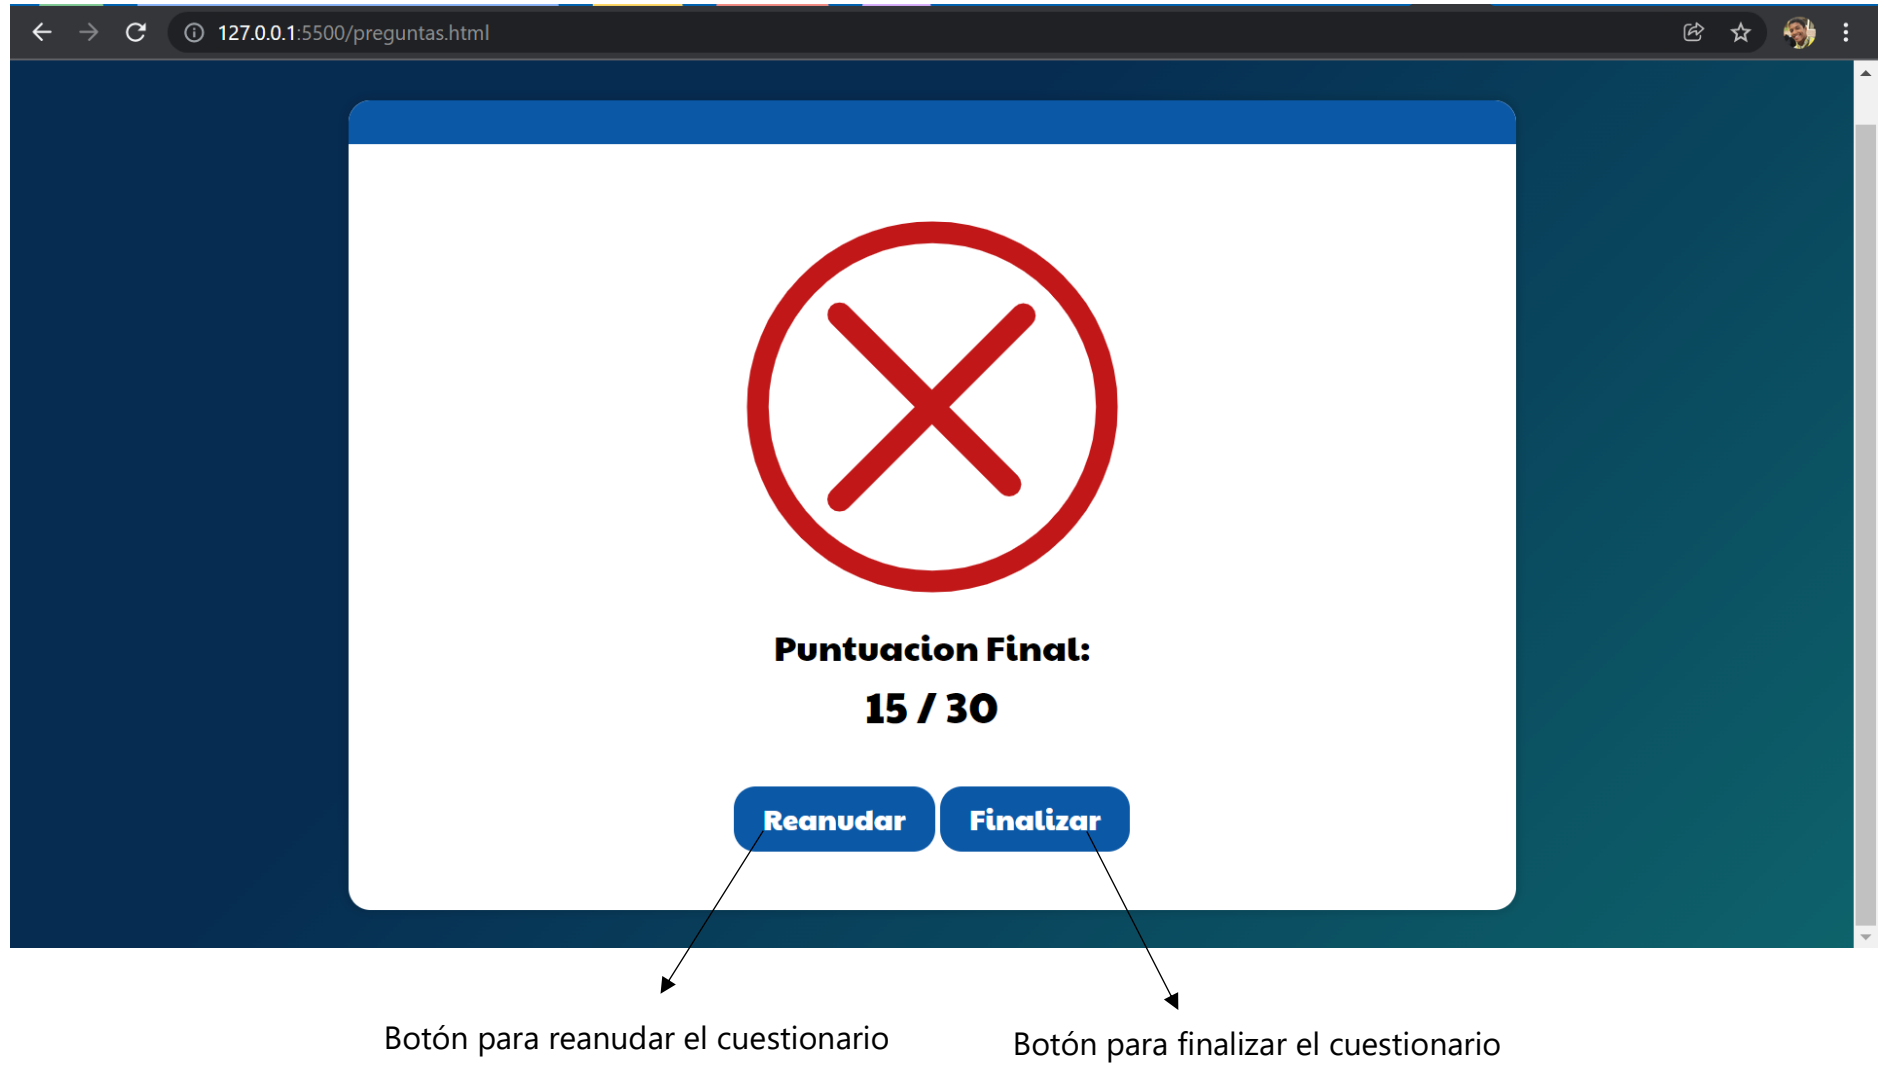 127.0.0.1:5500/preguntas.html
Puntuacion Final:
15 / 30
Reanudar Finalizar
Botón para reanudar el cuestionario
Botón para finalizar el cuestionario